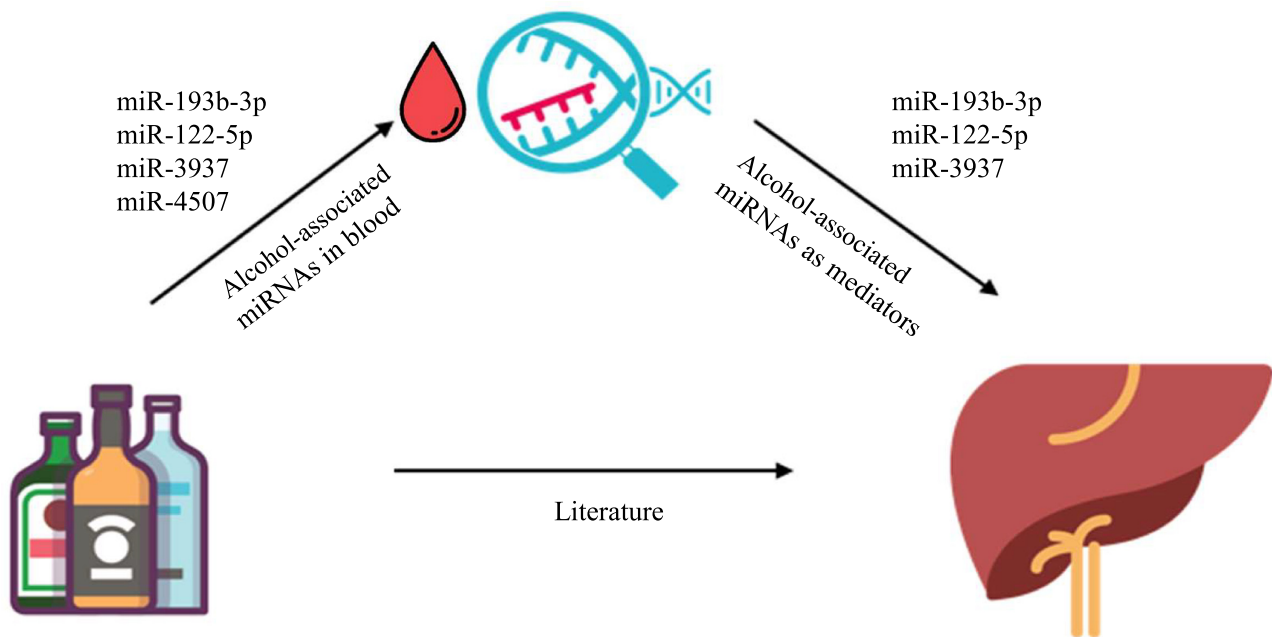 miR-193b-3p
miR-122-5p
miR-3937
miR-4507
Alcohol-associated
miRNAs in blood
miR-193b-3p
miR-122-5p
miR-3937
Alcohol-associated
miRNAs as mediators
Literature